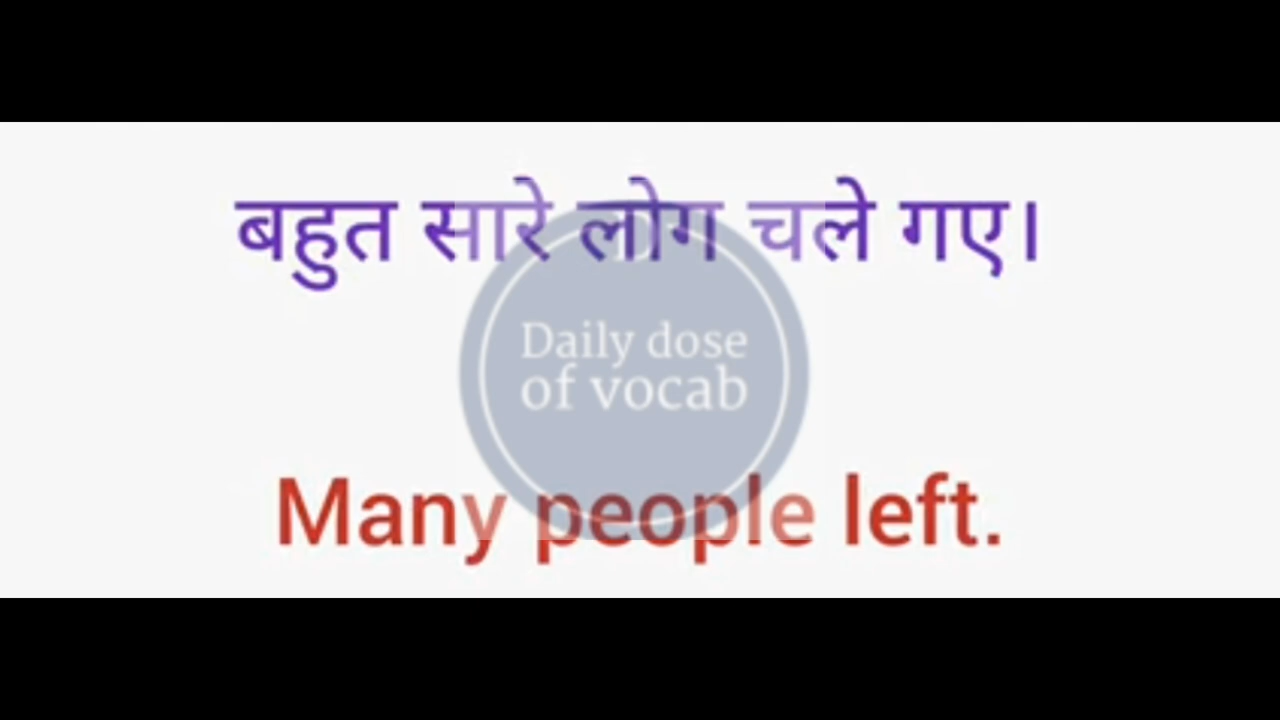 बहुत सारे लोग चले गए।
Daily dose
of vocab
Many people left.